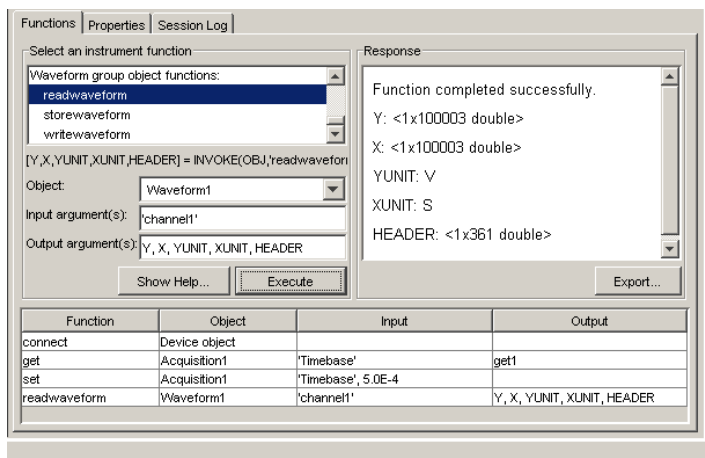 Functions Properties Session Log
Select an instrument function
Waveform group object functions:
readwaveform
storewaveform
writewaveform
[Y,X,YUNIT,XUNIT,HEADER] = INVOKE(OBJ,'readwavefor
Object: Waveform1
Input argument(s): 'channel1'
Output argument(s): Y, X, YUNIT, XUNIT, HEADER
Show Help... Execute
Response
Function completed successfully.
Y: <1x100003 double>
X: <1x100003 double>
YUNIT: V
XUNIT: S
HEADER: <1x361 double>
Export...
Function Object Input Output
connect Device object
get Acquisition1 'Timebase' get1
set Acquisition1 'Timebase', 5.0E-4
readwaveform Waveform1 'channel1' Y, X, YUNIT, XUNIT, HEADER